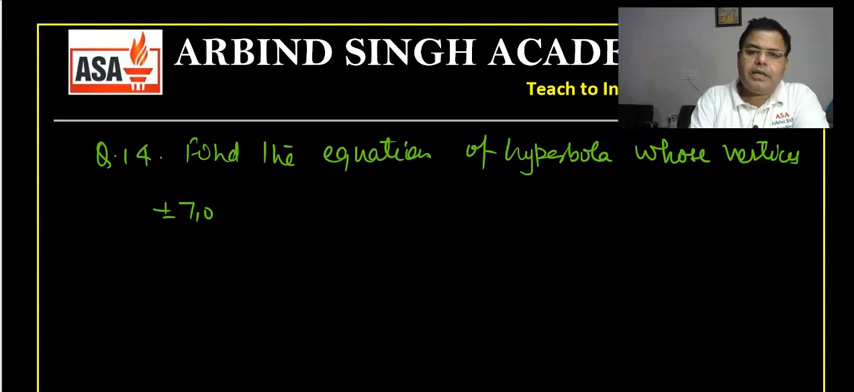 ASA
ARBIND SINGH ACADE
Teach to In
ASA
Q.14. Find the equation of hyperbola whose vertices
±7,0